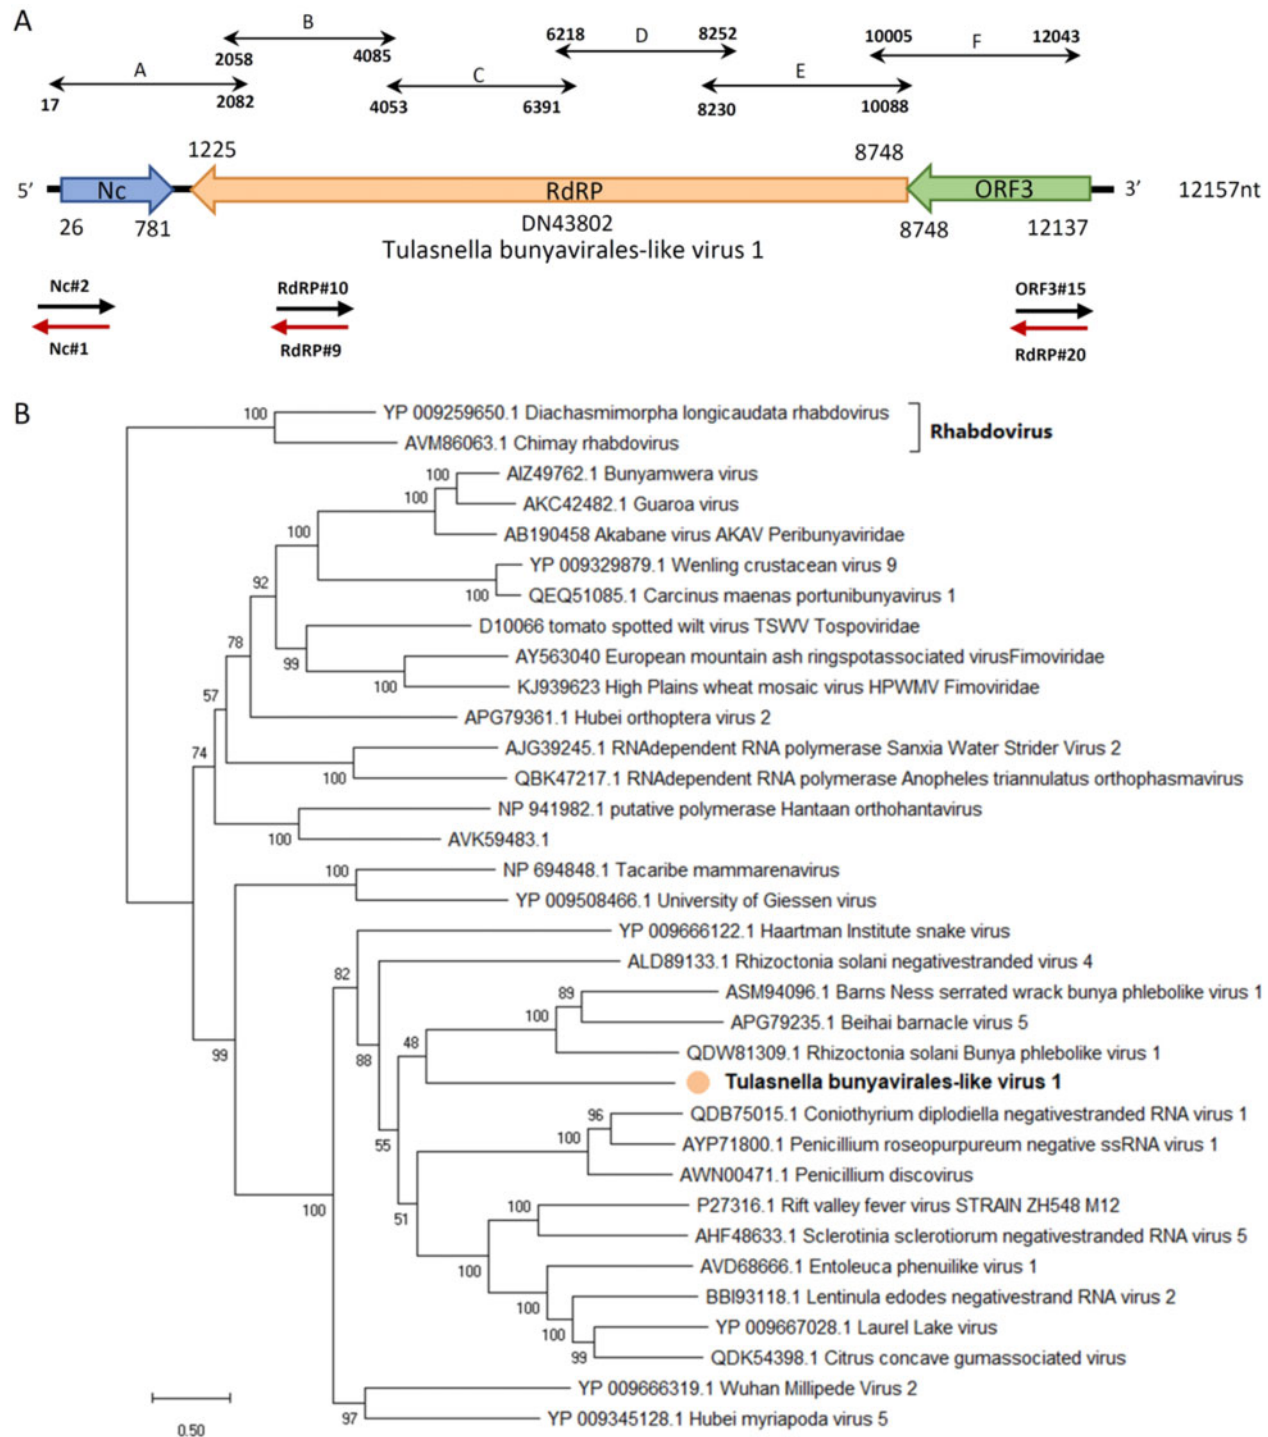 A
B
D
6218
8252
10005
F
12043
2058
4085
A
C
E
17
2082
4053
6391
8230
10088
1225
8748
5’
Nc
RdRP
ORF3
3’
12157nt
26
781
DN43802
8748
12137
Tulasnella bunyavirales-like virus 1
Nc#2
RdRP#10
ORF3#15
Nc#1
RdRP#9
RdRP#20
B
100
YP 009259650.1 Diachasmimorpha longicaudata rhabdovirus
Rhabdovirus
AVM86063.1 Chimay rhabdovirus
100
AIZ49762.1 Bunyamwera virus
100
AKC42482.1 Guaroa virus
100
AB190458 Akabane virus AKAV Peribunyaviridae
YP 009329879.1 Wenling crustacean virus 9
92
100
QEQ51085.1 Carcinus maenas portunibunyavirus 1
D10066 tomato spotted wilt virus TSWV Tospoviridae
78
99
AY563040 European mountain ash ringspotassociated virusFimoviridae
100
KJ939623 High Plains wheat mosaic virus HPWMV Fimoviridae
57
APG79361.1 Hubei orthoptera virus 2
74
AJG39245.1 RNAdependent RNA polymerase Sanxia Water Strider Virus 2
100
QBK47217.1 RNAdependent RNA polymerase Anopheles triannulatus orthophasmavirus
NP 941982.1 putative polymerase Hantaan orthohantavirus
100
AVK59483.1
100
NP 694848.1 Tacaribe mammarenavirus
YP 009508466.1 University of Giessen virus
YP 009666122.1 Haartman Institute snake virus
82
ALD89133.1 Rhizoctonia solani negativestranded virus 4
89
ASM94096.1 Barns Ness serrated wrack bunya phlebolike virus 1
100
APG79235.1 Beihai barnacle virus 5
48
99
88
QDW81309.1 Rhizoctonia solani Bunya phlebolike virus 1
Tulasnella bunyavirales-like virus 1
96
QDB75015.1 Coniothyrium diplodiella negativestranded RNA virus 1
100
55
AYP71800.1 Penicillium roseopurpureum negative ssRNA virus 1
AWN00471.1 Penicillium discovirus
100
51
100
P27316.1 Rift valley fever virus STRAIN ZH548 M12
AHF48633.1 Sclerotinia sclerotiorum negativestranded RNA virus 5
100
AVD68666.1 Entoleuca phenuilike virus 1
100
BBI93118.1 Lentinula edodes negativestrand RNA virus 2
100
YP 009667028.1 Laurel Lake virus
99
QDK54398.1 Citrus concave gumassociated virus
YP 009666319.1 Wuhan Millipede Virus 2
97
YP 009345128.1 Hubei myriapoda virus 5
0.50